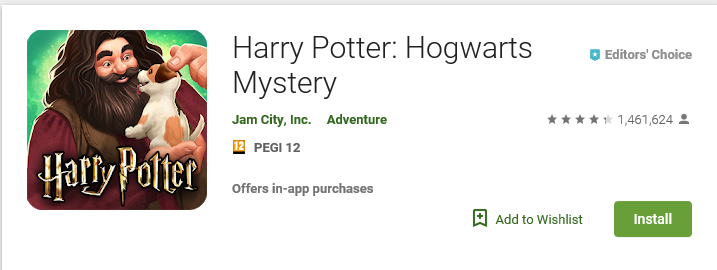 Harry Potter: Hogwarts
Mystery
Editors' Choice
Jam City, Inc. Adventure
1,461,624
12 PEGI 12
Harry Potter
Offers in-app purchases
Add to Wishlist
Install